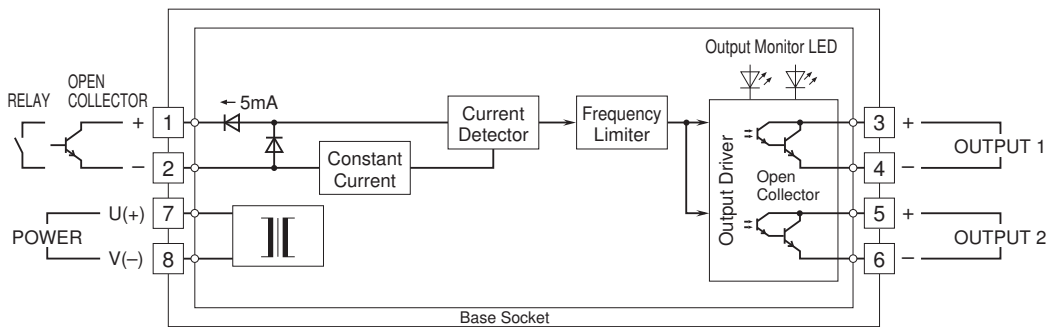 Output Monitor LED
RELAY
OPEN
COLLECTOR
← 5mA
+
1
−
2
Current
Detector
Frequency
Limiter
Constant
Current
Output Driver
Open
Collector
3
+
4
−
OUTPUT 1
5
+
6
−
OUTPUT 2
POWER
U(+)
7
V(−)
8
Base Socket